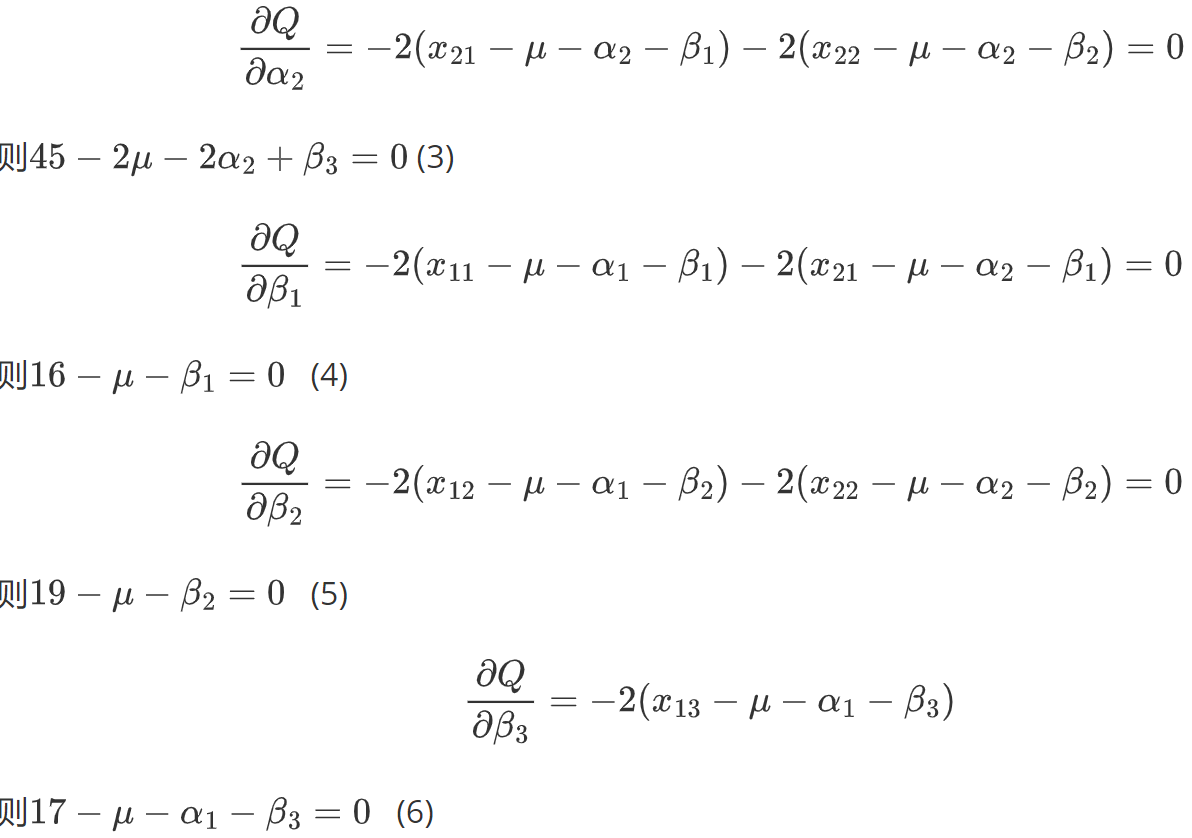 ∂Q/∂α₂ = −2(x₂₁ − μ − α₂ − β₁) − 2(x₂₂ − μ − α₂ − β₂) = 0
则45 − 2μ − 2α₂ + β₃ = 0 (3)
∂Q/∂β₁ = −2(x₁₁ − μ − α₁ − β₁) − 2(x₂₁ − μ − α₂ − β₁) = 0
则16 − μ − β₁ = 0 (4)
∂Q/∂β₂ = −2(x₁₂ − μ − α₁ − β₂) − 2(x₂₂ − μ − α₂ − β₂) = 0
则19 − μ − β₂ = 0 (5)
∂Q/∂β₃ = −2(x₁₃ − μ − α₁ − β₃)
则17 − μ − α₁ − β₃ = 0 (6)